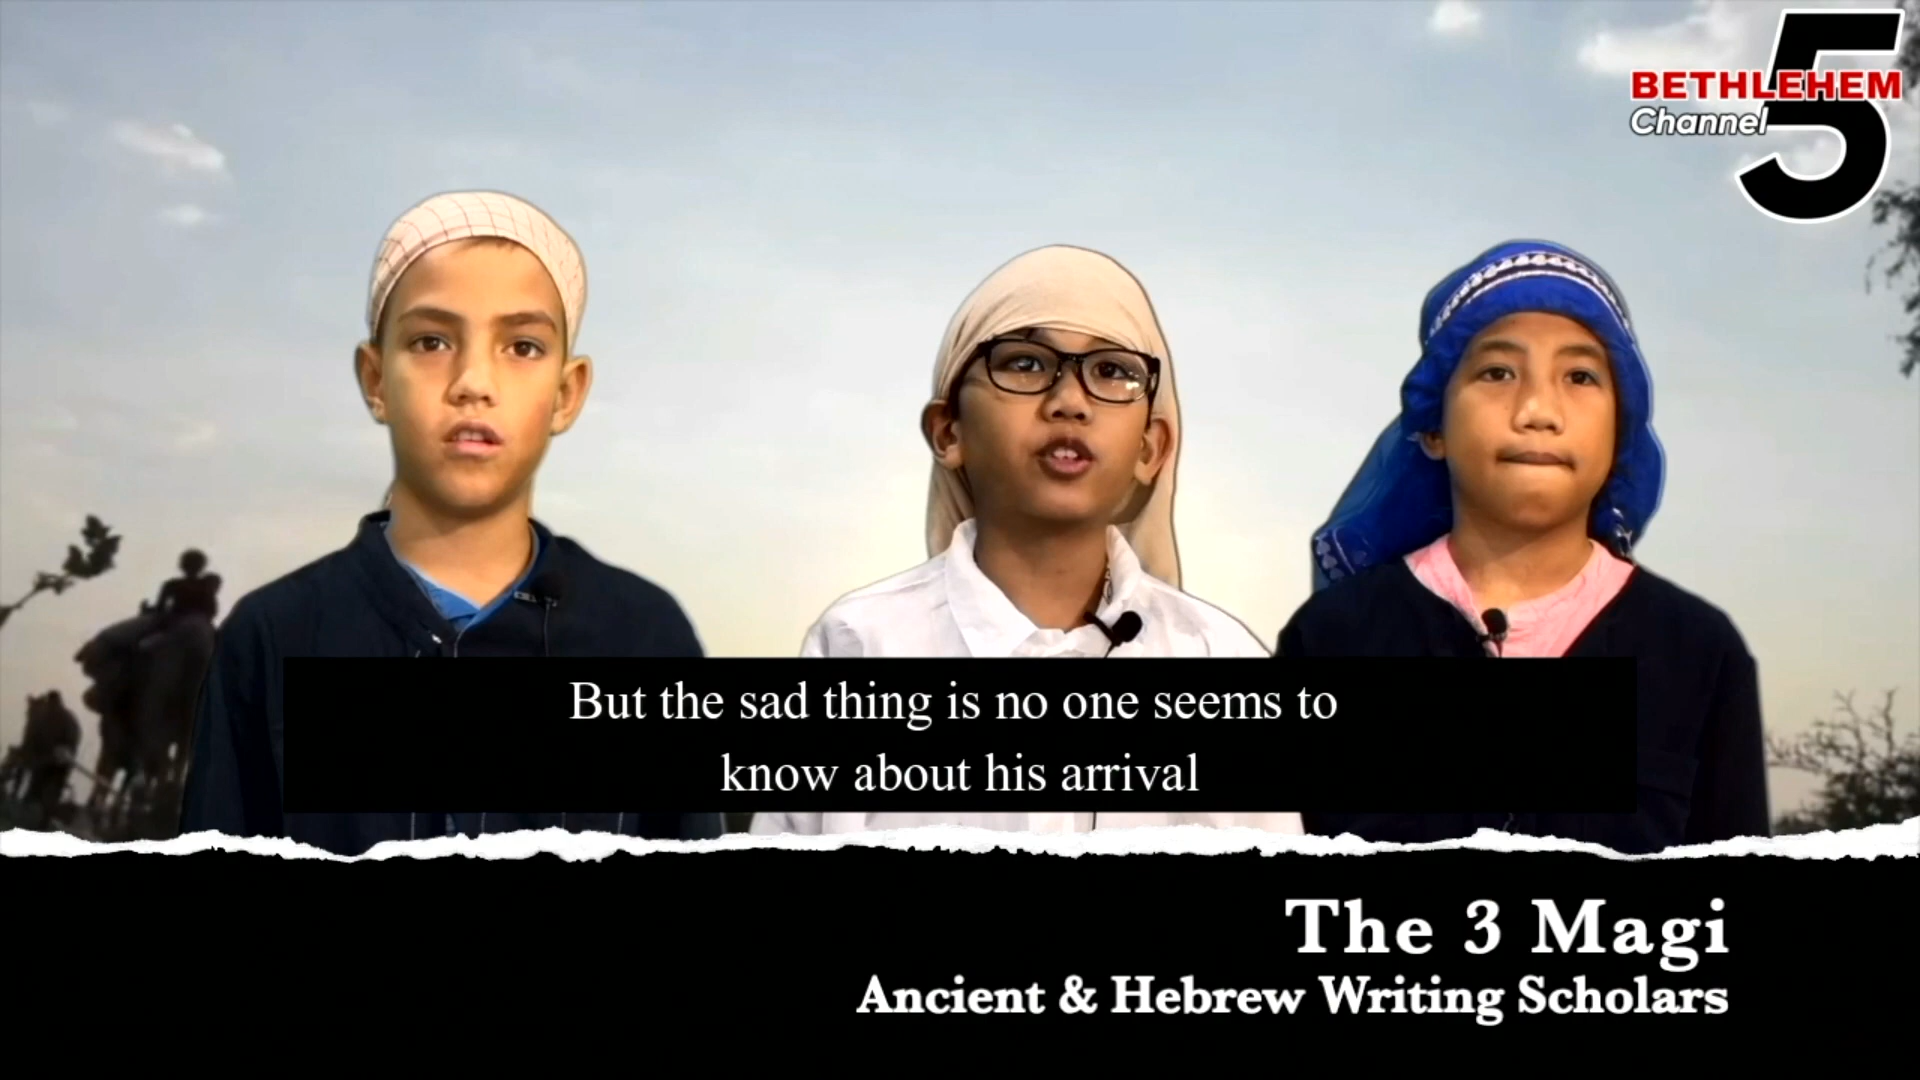 5
BETHLEHEM
Channel
But the sad thing is no one seems to
know about his arrival
The 3 Magi
Ancient & Hebrew Writing Scholars